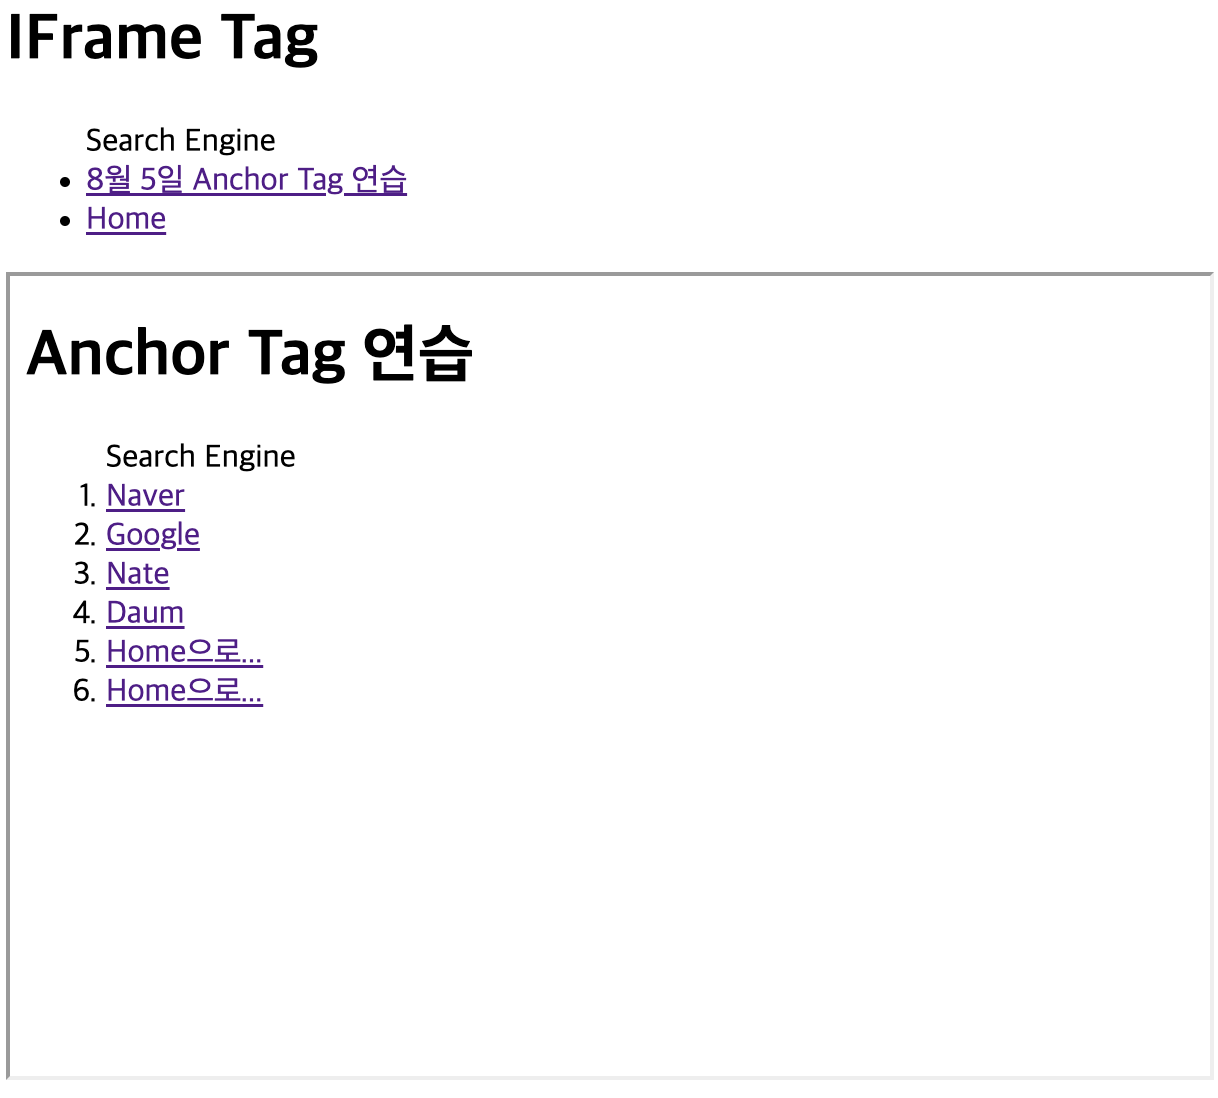 IFrame Tag
Search Engine
• 8월 5일 Anchor Tag 연습
• Home
Anchor Tag 연습
Search Engine
1. Naver
2. Google
3. Nate
4. Daum
5. Home으로...
6. Home으로...